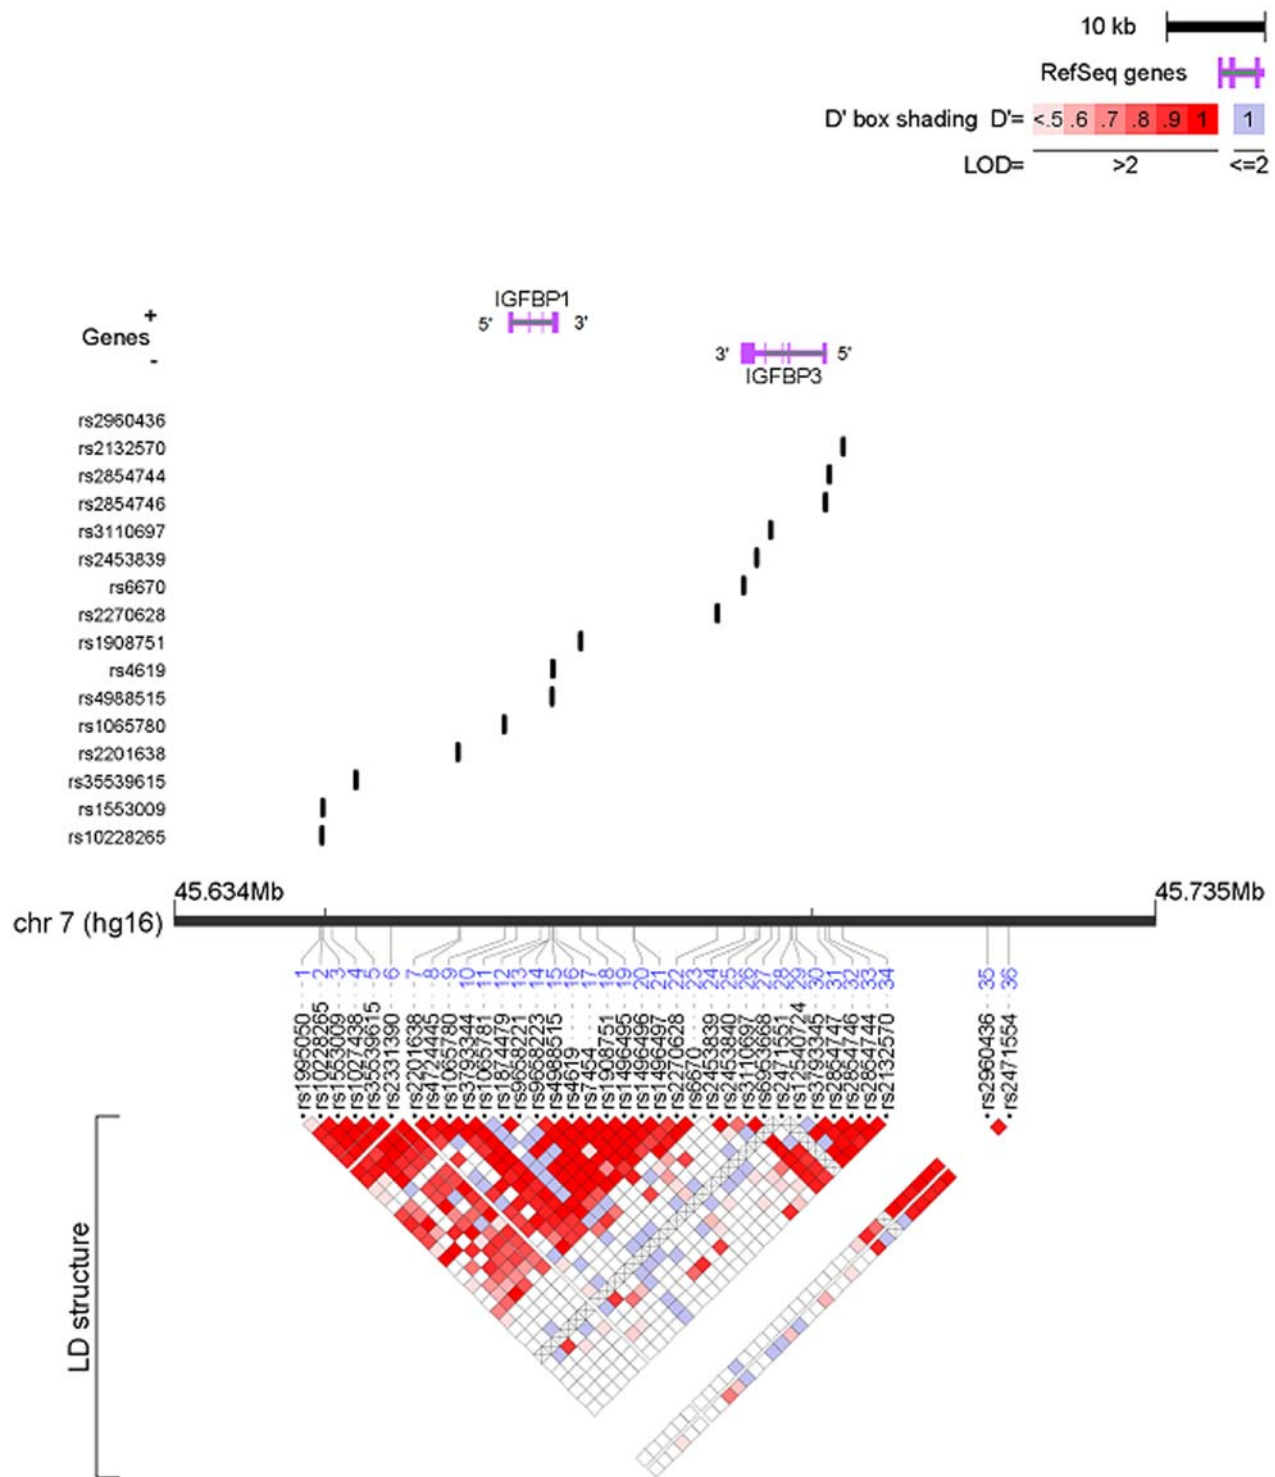 10 kb
RefSeq genes
D' box shading D'= <.5 .6 .7 .8 .9 1 1
LOD= >2 <=2
IGFBP1
+
5' 3'
Genes
3' 5'
-
IGFBP3
rs2960436
rs2132570
rs2854744
rs2854746
rs3110697
rs2453839
rs6670
rs2270628
rs1908751
rs4619
rs4988515
rs1065780
rs2201638
rs35539615
rs1553009
rs10228265
45.634Mb 45.735Mb
chr 7 (hg16)
1 2 3 4 5 6 7 8 9 10 11 12 13 14 15 16 17 18 19 20 21 22 23 24 25 26 27 28 29 30 31 32 33 34 35 36
rs1995050
rs10228265
rs1553009
rs1027438
rs35539615
rs2331390
rs2201638
rs4724445
rs1065780
rs3793344
rs1065781
rs1874479
rs9658221
rs9658223
rs4988515
rs4619
rs7454
rs1908751
rs1496495
rs1496496
rs1496497
rs2270628
rs6670
rs2453839
rs2453840
rs3110697
rs6953668
rs2471551
rs12540724
rs3793345
rs2854747
rs2854746
rs2854744
rs2132570
rs2960436
rs2471554
LD structure